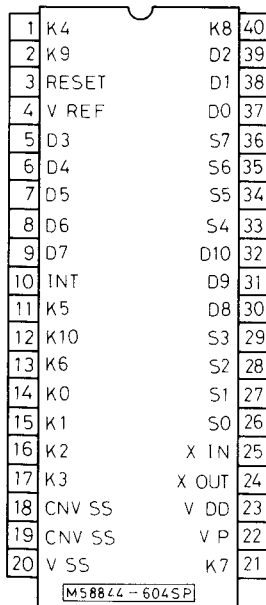 1 K4 K8 40
2 K9 D2 39
3 RESET D1 38
4 V REF D0 37
5 D3 S7 36
6 D4 S6 35
7 D5 S5 34
8 D6 S4 33
9 D7 D10 32
10 INT D9 31
11 K5 D8 30
12 K10 S3 29
13 K6 S2 28
14 K0 S1 27
15 K1 S0 26
16 K2 X IN 25
17 K3 X OUT 24
18 CNV SS V DD 23
19 CNV SS V P 22
20 V SS K7 21
M58844-604SP